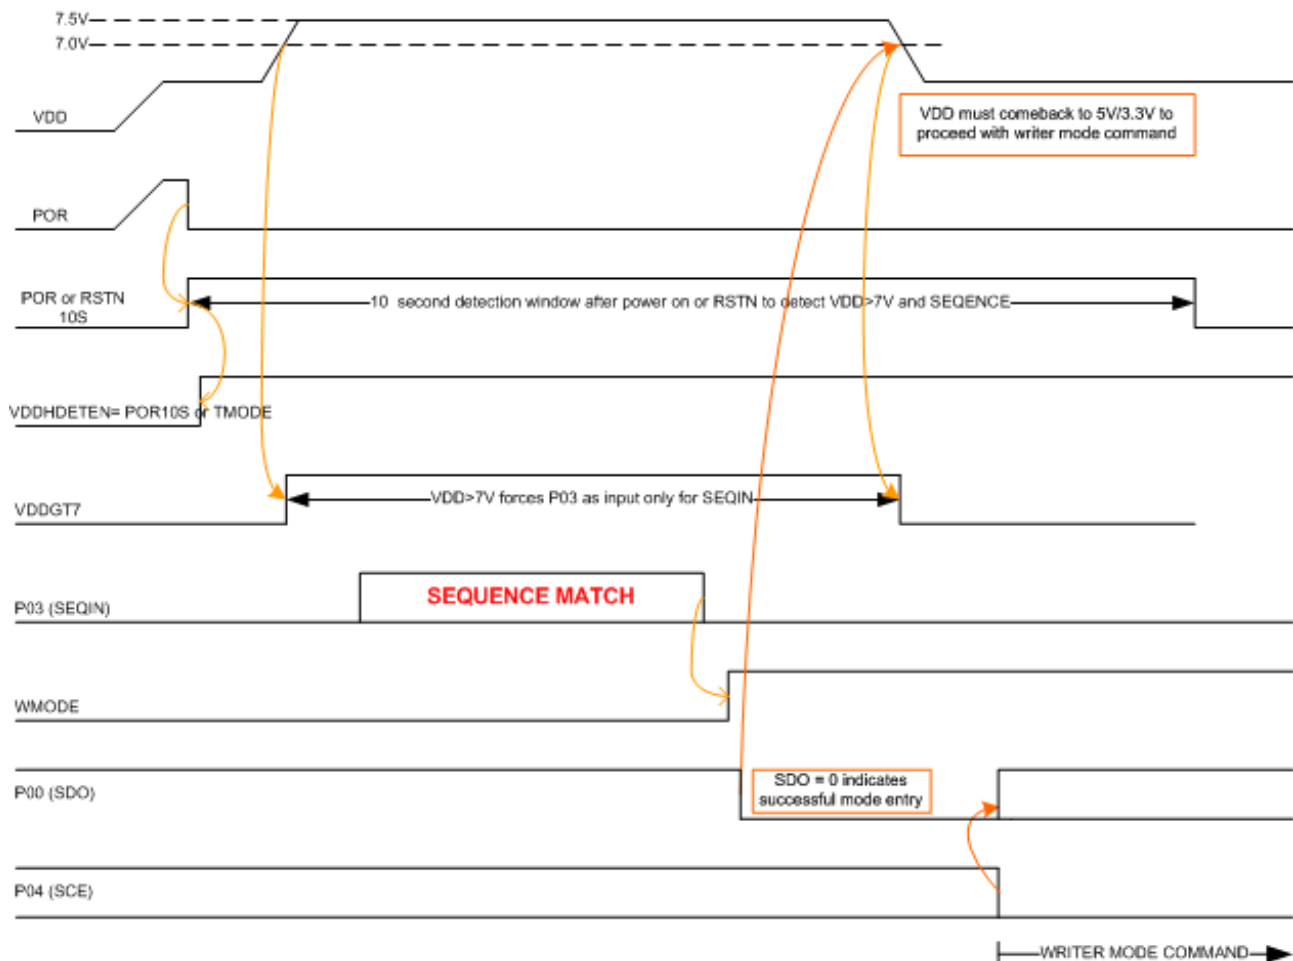 7.5V
7.0V
VDD
VDD must comeback to 5V/3.3V to
proceed with writer mode command
POR
POR or RSTN
10S
10 second detection window after power on or RSTN to detect VDD>7V and SEQENCE
VDDHDETEN= POR10S or TMODE
VDDGT7
VDD>7V forces P03 as input only for SEQIN
P03 (SEQIN)
SEQUENCE MATCH
WMODE
P00 (SDO)
SDO = 0 indicates
successful mode entry
P04 (SCE)
WRITER MODE COMMAND